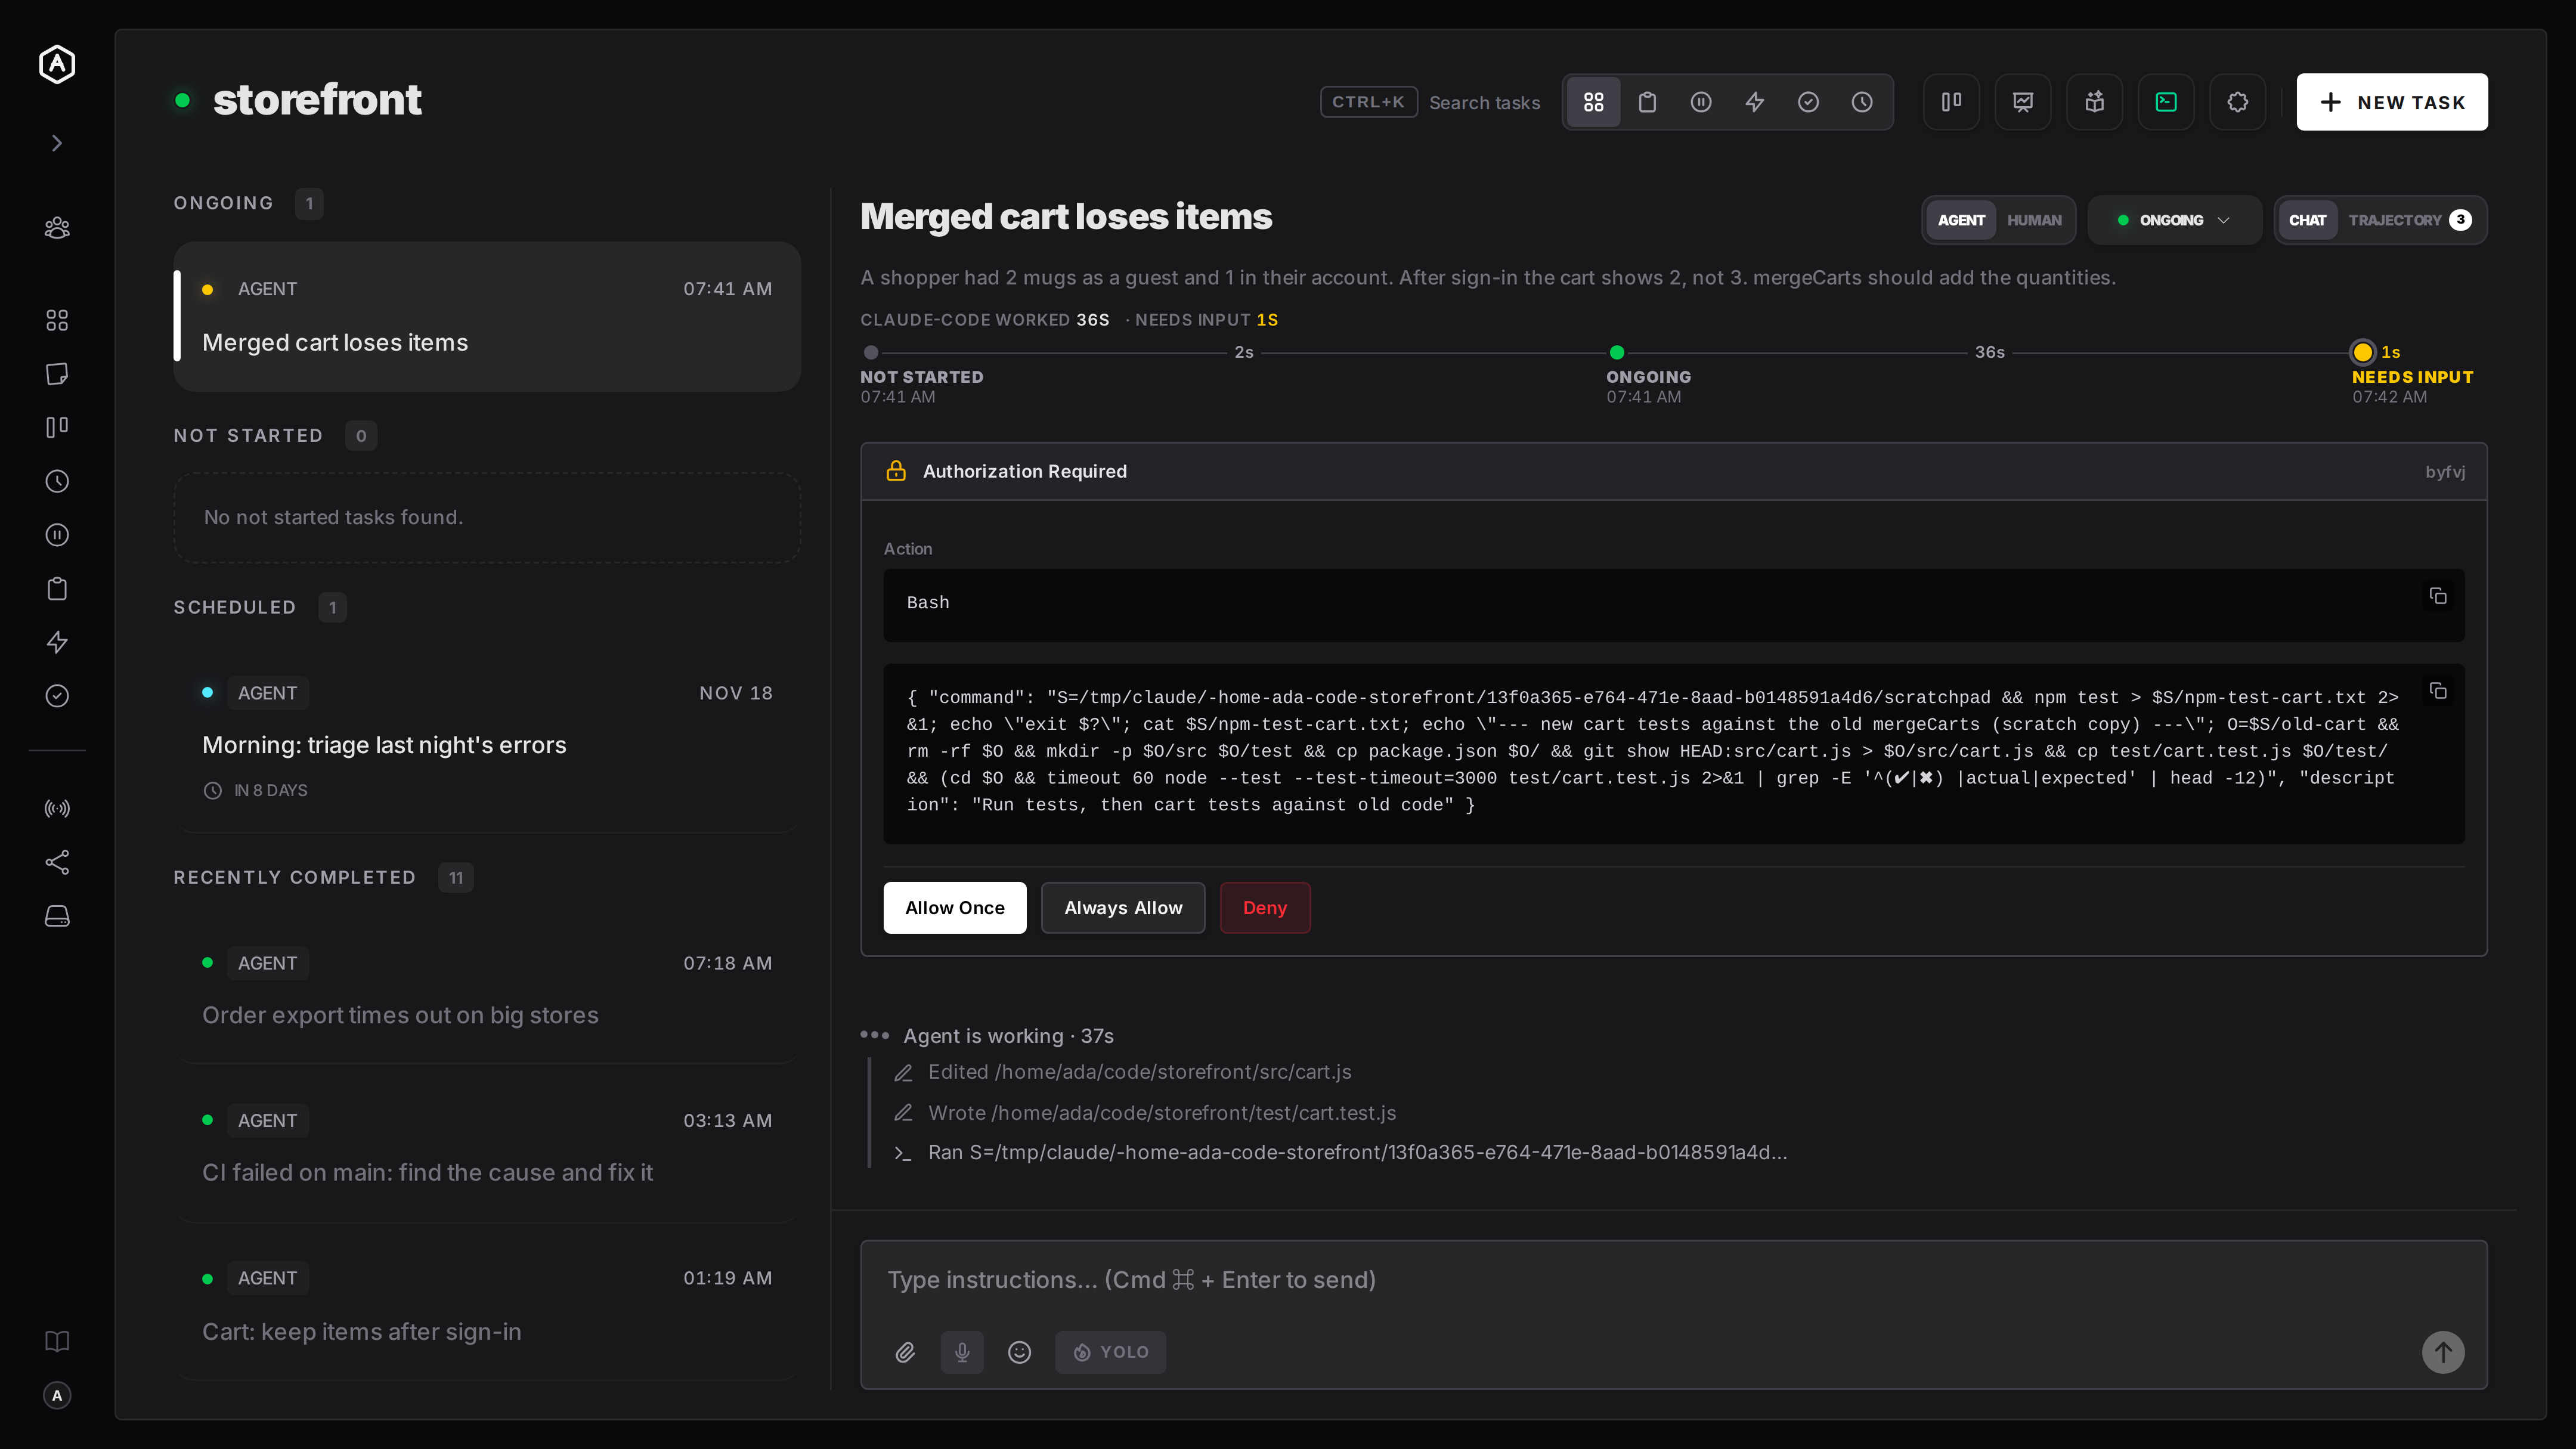 storefront
CTRL+K Search tasks
NEW TASK
ONGOING 1
AGENT 07:41 AM
Merged cart loses items
NOT STARTED 0
No not started tasks found.
SCHEDULED 1
AGENT NOV 18
Morning: triage last night's errors
IN 8 DAYS
RECENTLY COMPLETED 11
AGENT 07:18 AM
Order export times out on big stores
AGENT 03:13 AM
CI failed on main: find the cause and fix it
AGENT 01:19 AM
Cart: keep items after sign-in
A
Merged cart loses items
AGENT HUMAN
ONGOING
CHAT TRAJECTORY 3
A shopper had 2 mugs as a guest and 1 in their account. After sign-in the cart shows 2, not 3. mergeCarts should add the quantities.
CLAUDE-CODE WORKED 36S · NEEDS INPUT 1S
2s 36s 1s
NOT STARTED ONGOING NEEDS INPUT
07:41 AM 07:41 AM 07:42 AM
Authorization Required byfvj
Action
Bash
{ "command": "S=/tmp/claude/-home-ada-code-storefront/13f0a365-e764-471e-8aad-b0148591a4d6/scratchpad && npm test > $S/npm-test-cart.txt 2>
&1; echo \"exit $?\"; cat $S/npm-test-cart.txt; echo \"--- new cart tests against the old mergeCarts (scratch copy) ---\"; O=$S/old-cart &&
rm -rf $O && mkdir -p $O/src $O/test && cp package.json $O/ && git show HEAD:src/cart.js > $O/src/cart.js && cp test/cart.test.js $O/test/
&& (cd $O && timeout 60 node --test --test-timeout=3000 test/cart.test.js 2>&1 | grep -E '^(✔|✖) |actual|expected' | head -12)", "descript
ion": "Run tests, then cart tests against old code" }
Allow Once Always Allow Deny
Agent is working · 37s
Edited /home/ada/code/storefront/src/cart.js
Wrote /home/ada/code/storefront/test/cart.test.js
Ran S=/tmp/claude/-home-ada-code-storefront/13f0a365-e764-471e-8aad-b0148591a4d...
Type instructions... (Cmd ⌘ + Enter to send)
YOLO